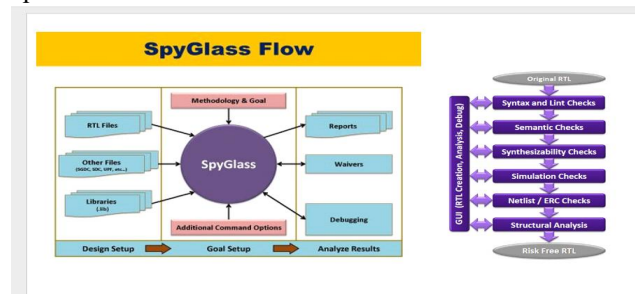 SpyGlass Flow
Methodology & Goal
RTL Files
Other Files
(SGDC, SDC, UPF, etc...)
Libraries
(.lib)
SpyGlass
Reports
Waivers
Debugging
Additional Command Options
Design Setup
Goal Setup
Analyze Results
GUI (RTL Creation, Analysis, Debug)
Original RTL
Syntax and Lint Checks
Semantic Checks
Synthesizability Checks
Simulation Checks
Netlist / ERC Checks
Structural Analysis
Risk Free RTL